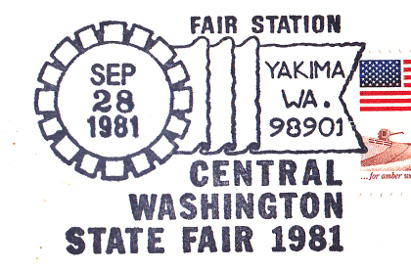 FAIR STATION
SEP
28
1981
YAKIMA
WA.
98901
CENTRAL
WASHINGTON
STATE FAIR 1981
...for amber